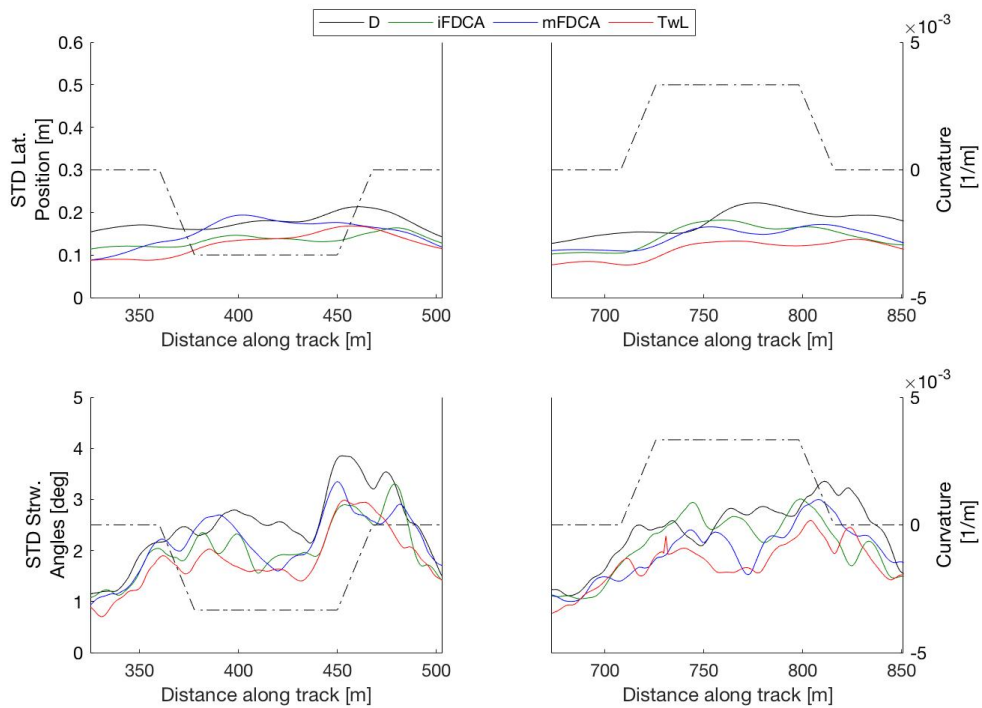 D iFDCA mFDCA TwL
0.6
0.5
0.4
0.3
0.2
0.1
0
STD Lat.
Position [m]
350 400 450 500
Distance along track [m]
×10-3
5
0
-5
Curvature
[1/m]
700 750 800 850
Distance along track [m]
5
4
3
2
1
0
STD Strw.
Angles [deg]
350 400 450 500
Distance along track [m]
×10-3
5
0
-5
Curvature
[1/m]
700 750 800 850
Distance along track [m]